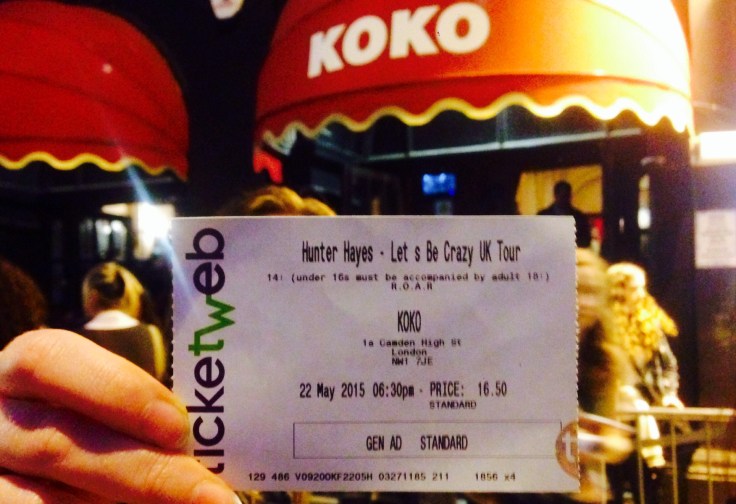 KOKO
ticketweb
Hunter Hayes - Let s Be Crazy UK Tour
14+ (under 16s must be accompanied by adult 18+)
R.O.A.R
KOKO
1a Camden High St
London
NW1 7JE
22 May 2015 06:30pm - PRICE: 16.50
STANDARD
GEN AD STANDARD
129 486 V09200KF2205H 03271185 211 1856 x4
t